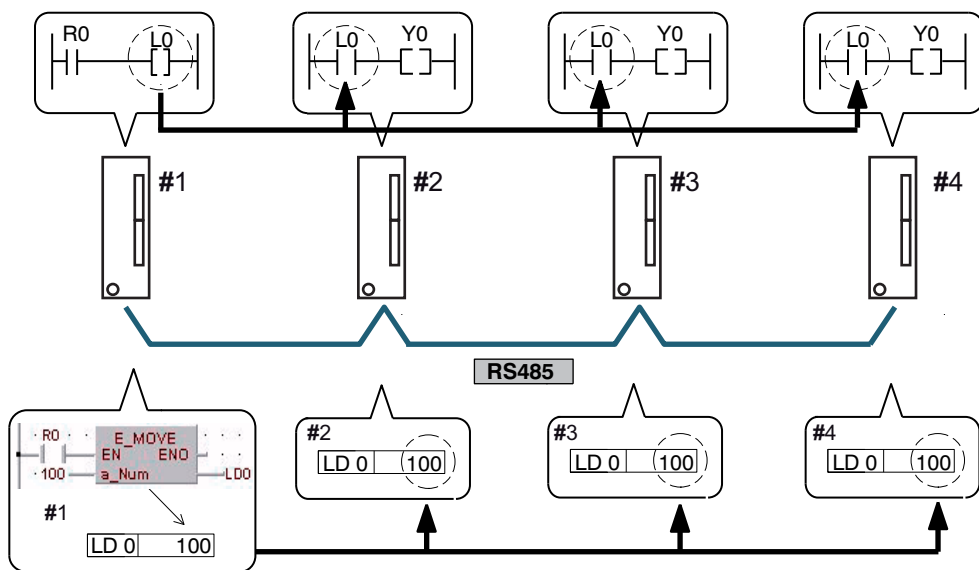 R0 L0
L0 Y0
L0 Y0
L0 Y0
#1
#2
#3
#4
RS485
R0
E_MOVE
EN ENO
100 a_Num LD0
#1
LD 0 100
#2
LD 0 100
#3
LD 0 100
#4
LD 0 100